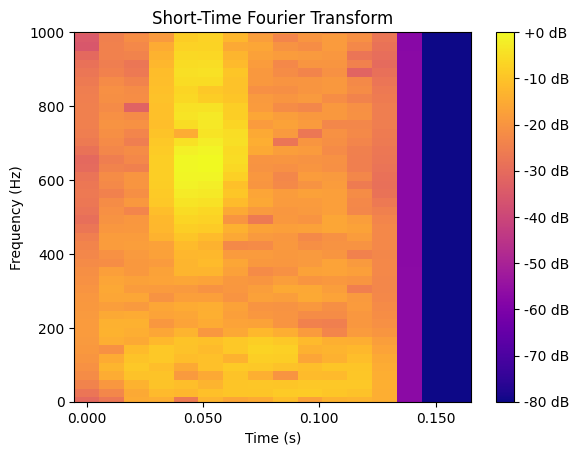 Short-Time Fourier Transform
1000
800
600
400
200
0
Frequency (Hz)
0.000
0.050
0.100
0.150
Time (s)
+0 dB
-10 dB
-20 dB
-30 dB
-40 dB
-50 dB
-60 dB
-70 dB
-80 dB